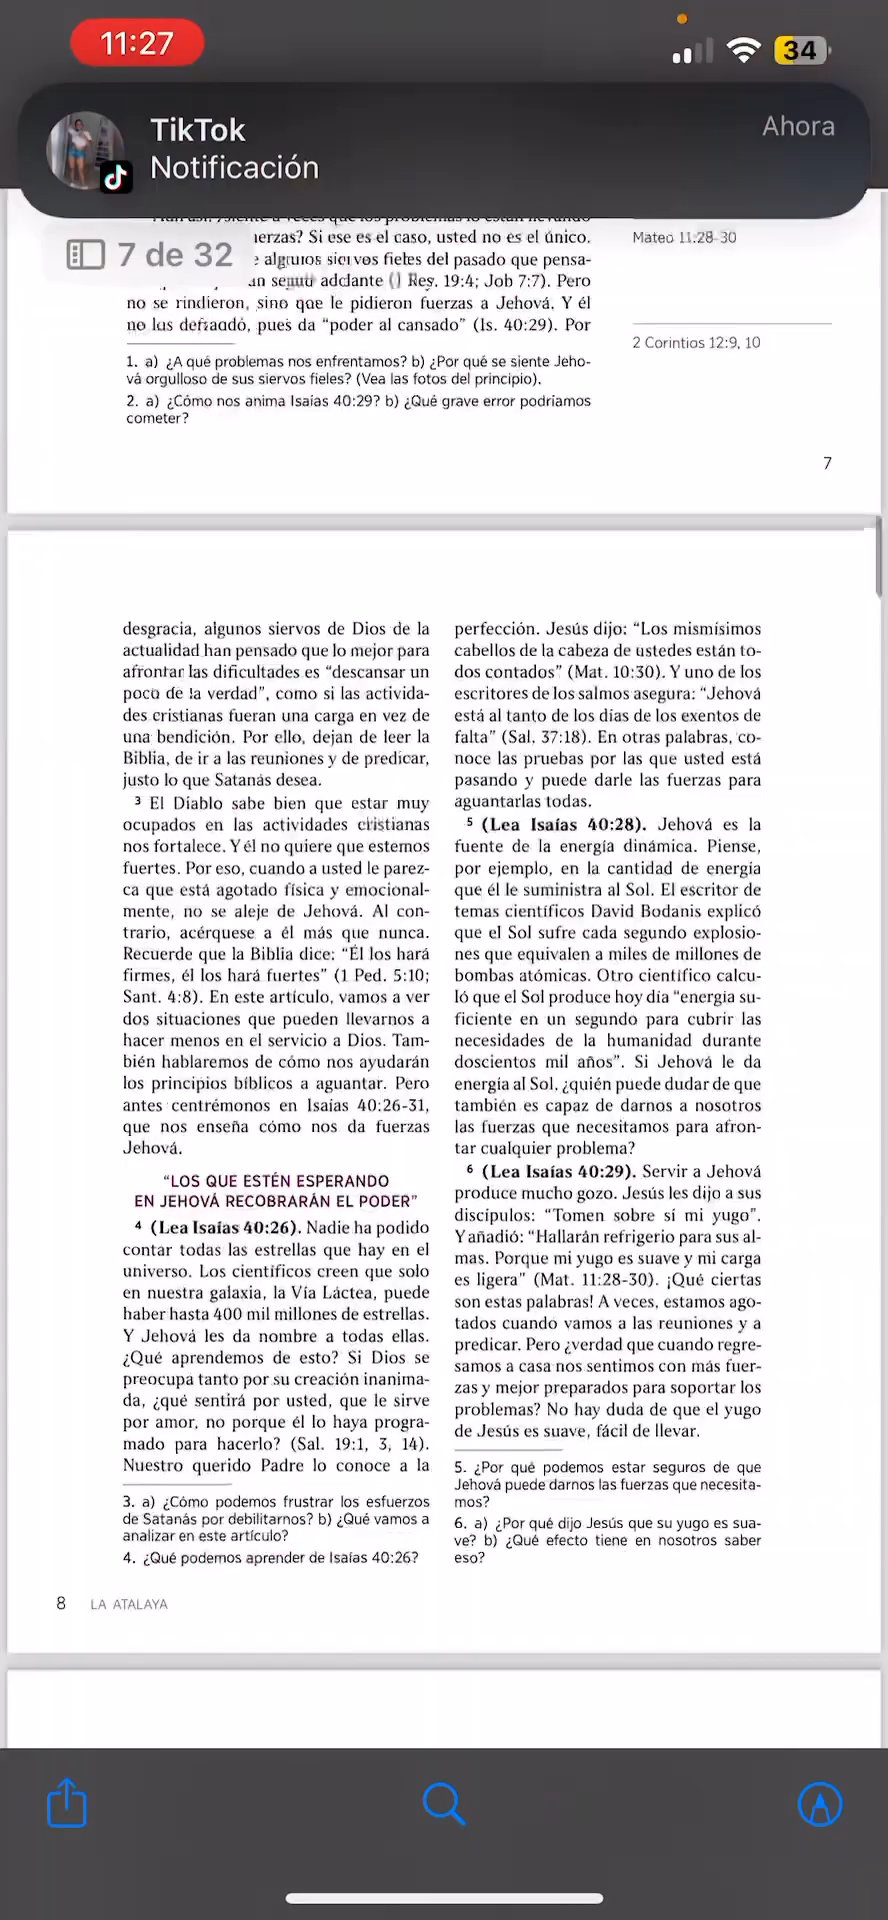 11:27
34
TikTok
Ahora
Notificación
7 de 32
Si ese es el caso, usted no es el único.
Mateo 11:28-30
algunos siervos fieles del pasado que pensa-
adelante (1 Rey. 19:4; Job 7:7). Pero
no se rindieron, sino que le pidieron fuerzas a Jehová. Y él
no las defraudó, pues da “poder al cansado” (Is. 40:29). Por
2 Corintios 12:9, 10
1. a) ¿A qué problemas nos enfrentamos? b) ¿Por qué se siente Jeho-
vá orgulloso de sus siervos fieles? (Vea las fotos del principio).
2. a) ¿Cómo nos anima Isaías 40:29? b) ¿Qué grave error podríamos
cometer?
7
desgracia, algunos siervos de Dios de la
actualidad han pensado que lo mejor para
afrontar las dificultades es “descansar un
poco de la verdad”, como si las activida-
des cristianas fueran una carga en vez de
una bendición. Por ello, dejan de leer la
Biblia, de ir a las reuniones y de predicar,
justo lo que Satanás desea.
3 El Diablo sabe bien que estar muy
ocupados en las actividades cristianas
nos fortalece. Y él no quiere que estemos
fuertes. Por eso, cuando a usted le parez-
ca que está agotado física y emocional-
mente, no se aleje de Jehová. Al con-
trario, acérquese a él más que nunca.
Recuerde que la Biblia dice: “Él los hará
firmes, él los hará fuertes” (1 Ped. 5:10;
Sant. 4:8). En este artículo, vamos a ver
dos situaciones que pueden llevarnos a
hacer menos en el servicio a Dios. Tam-
bién hablaremos de cómo nos ayudarán
los principios bíblicos a aguantar. Pero
antes centrémonos en Isaías 40:26-31,
que nos enseña cómo nos da fuerzas
Jehová.
“LOS QUE ESTÉN ESPERANDO
EN JEHOVÁ RECOBRARÁN EL PODER”
4 (Lea Isaías 40:26). Nadie ha podido
contar todas las estrellas que hay en el
universo. Los científicos creen que solo
en nuestra galaxia, la Vía Láctea, puede
haber hasta 400 mil millones de estrellas.
Y Jehová les da nombre a todas ellas.
¿Qué aprendemos de esto? Si Dios se
preocupa tanto por su creación inanima-
da, ¿qué sentirá por usted, que le sirve
por amor, no porque él lo haya progra-
mado para hacerlo? (Sal. 19:1, 3, 14).
Nuestro querido Padre lo conoce a la
3. a) ¿Cómo podemos frustrar los esfuerzos
de Satanás por debilitarnos? b) ¿Qué vamos a
analizar en este artículo?
4. ¿Qué podemos aprender de Isaías 40:26?
perfección. Jesús dijo: “Los mismísimos
cabellos de la cabeza de ustedes están to-
dos contados” (Mat. 10:30). Y uno de los
escritores de los salmos asegura: “Jehová
está al tanto de los días de los exentos de
falta” (Sal. 37:18). En otras palabras, co-
noce las pruebas por las que usted está
pasando y puede darle las fuerzas para
aguantarlas todas.
5 (Lea Isaías 40:28). Jehová es la
fuente de la energía dinámica. Piense,
por ejemplo, en la cantidad de energía
que él le suministra al Sol. El escritor de
temas científicos David Bodanis explicó
que el Sol sufre cada segundo explosio-
nes que equivalen a miles de millones de
bombas atómicas. Otro científico calcu-
ló que el Sol produce hoy día “energía su-
ficiente en un segundo para cubrir las
necesidades de la humanidad durante
doscientos mil años”. Si Jehová le da
energía al Sol, ¿quién puede dudar de que
también es capaz de darnos a nosotros
las fuerzas que necesitamos para afron-
tar cualquier problema?
6 (Lea Isaías 40:29). Servir a Jehová
produce mucho gozo. Jesús les dijo a sus
discípulos: “Tomen sobre sí mi yugo”.
Y añadió: “Hallarán refrigerio para sus al-
mas. Porque mi yugo es suave y mi carga
es ligera” (Mat. 11:28-30). ¡Qué ciertas
son estas palabras! A veces, estamos ago-
tados cuando vamos a las reuniones y a
predicar. Pero ¿verdad que cuando regre-
samos a casa nos sentimos con más fuer-
zas y mejor preparados para soportar los
problemas? No hay duda de que el yugo
de Jesús es suave, fácil de llevar.
5. ¿Por qué podemos estar seguros de que
Jehová puede darnos las fuerzas que necesita-
mos?
6. a) ¿Por qué dijo Jesús que su yugo es sua-
ve? b) ¿Qué efecto tiene en nosotros saber
eso?
8 LA ATALAYA